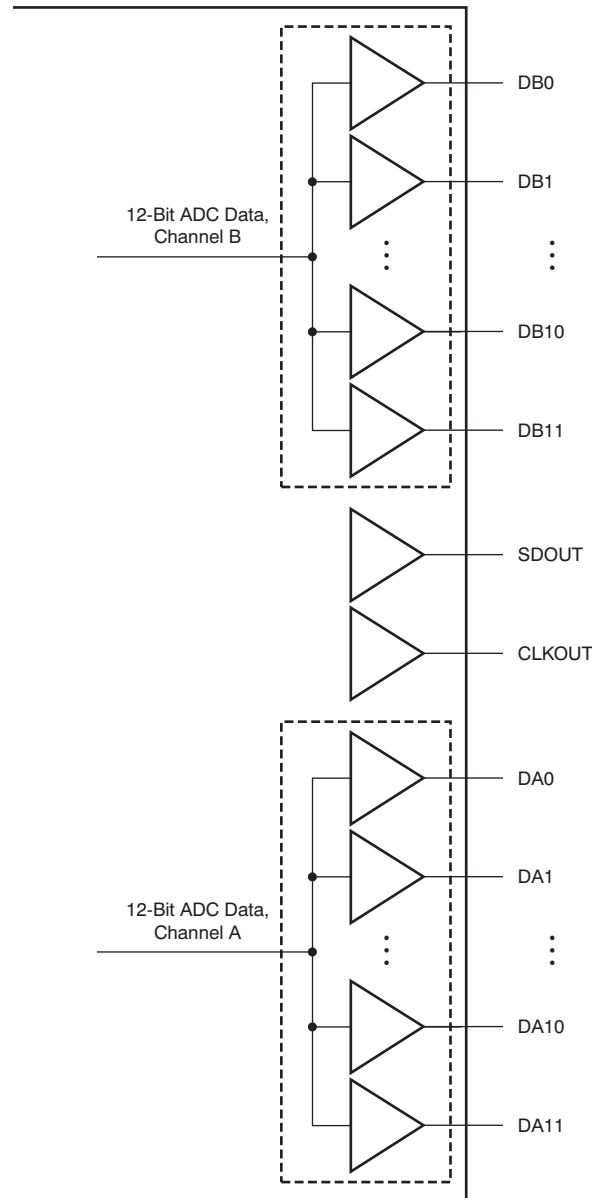 DB0
DB1
12-Bit ADC Data,
Channel B
DB10
DB11
SDOUT
CLKOUT
DA0
DA1
12-Bit ADC Data,
Channel A
DA10
DA11